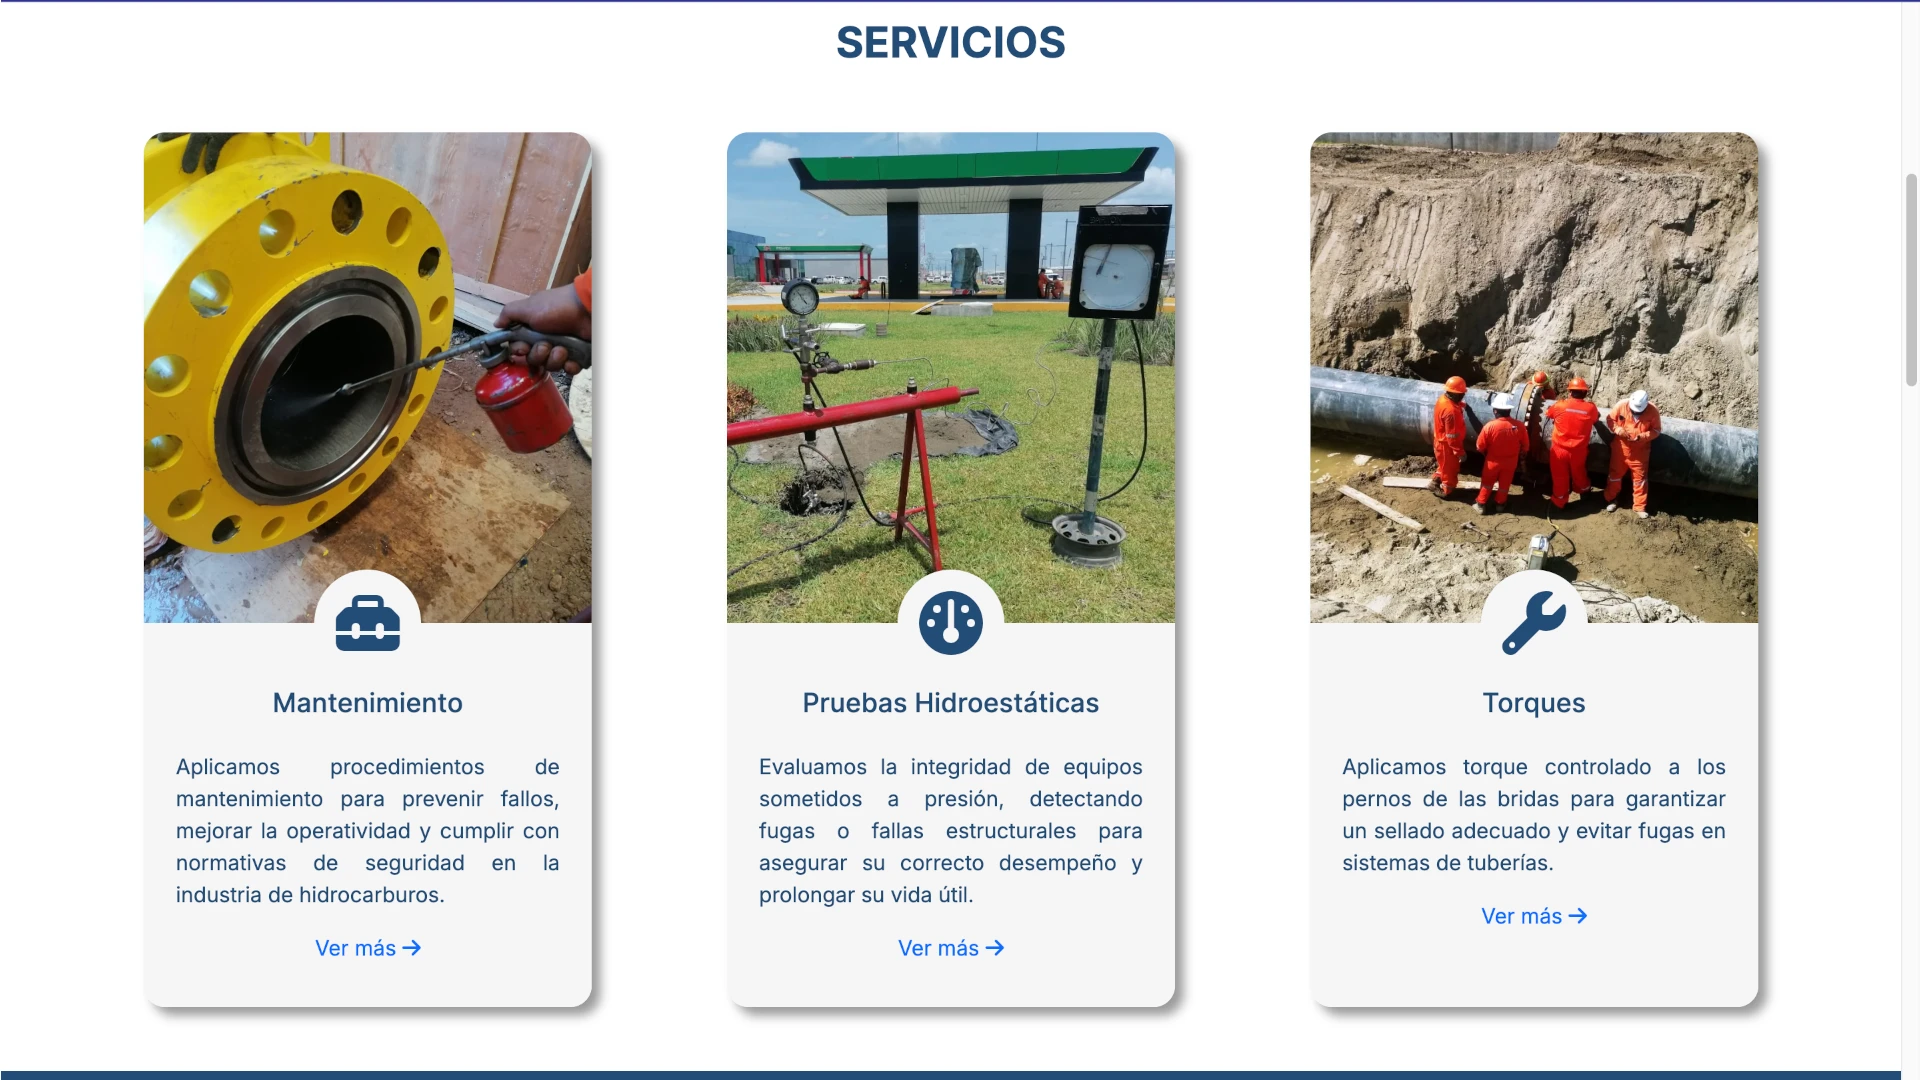 SERVICIOS
Mantenimiento
Aplicamos procedimientos de
mantenimiento para prevenir fallos,
mejorar la operatividad y cumplir con
normativas de seguridad en la
industria de hidrocarburos.
Ver más →
Pruebas Hidroestáticas
Evaluamos la integridad de equipos
sometidos a presión, detectando
fugas o fallas estructurales para
asegurar su correcto desempeño y
prolongar su vida útil.
Ver más →
Torques
Aplicamos torque controlado a los
pernos de las bridas para garantizar
un sellado adecuado y evitar fugas en
sistemas de tuberías.
Ver más →